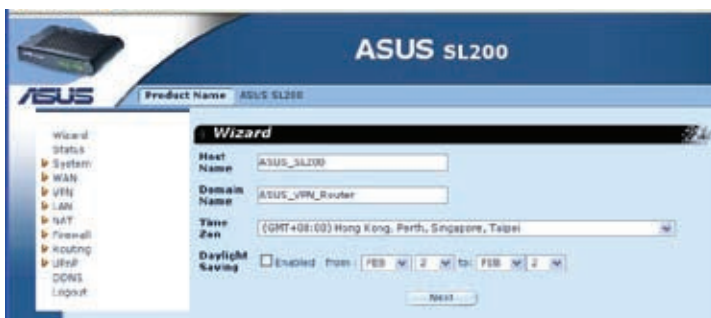 ASUS SL200
ASUS
Product Name ASUS SL200
Wizard
Status
System
WAN
VPN
LAN
NAT
Firewall
Routing
UPnP
DDNS
Logout
Wizard
Host
Name
ASUS_SL200
Domain
Name
ASUS_VPN_Router
Time
Zon
(GMT+08:00) Hong Kong, Perth, Singapore, Taipei
Daylight
Saving
Enabled from: FEB 2 to: FEB 2
Next